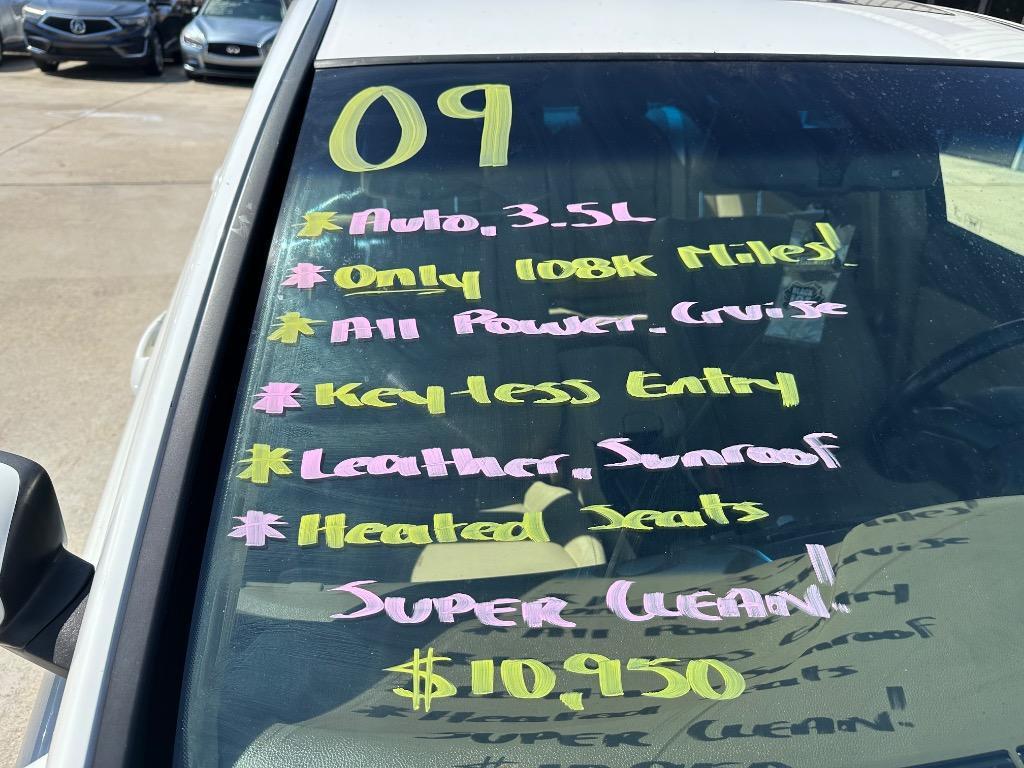 09
* Auto, 3.5L
* Only 108K Miles!
* All Power, Cruise
* Key-less Entry
* Leather, Sunroof
* Heated Seats
SUPER CLEAN!
$10,950